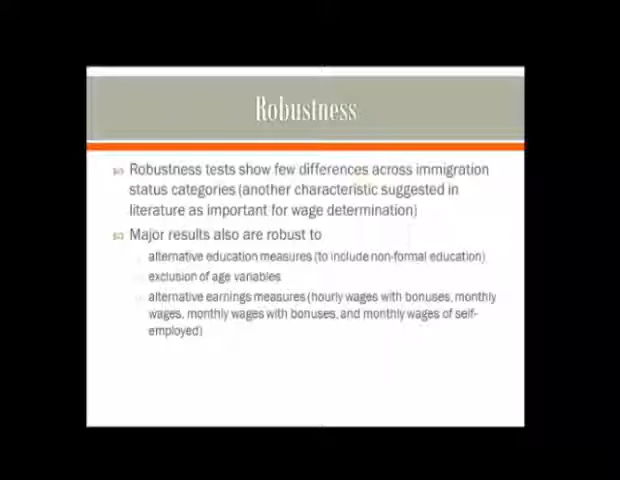 Robustness
Robustness tests show few differences across immigration
status categories (another characteristic suggested in
literature as important for wage determination)
Major results also are robust to
alternative education measures (to include non-formal education)
exclusion of age variables
alternative earnings measures (hourly wages with bonuses, monthly
wages, monthly wages with bonuses, and monthly wages of self-
employed)